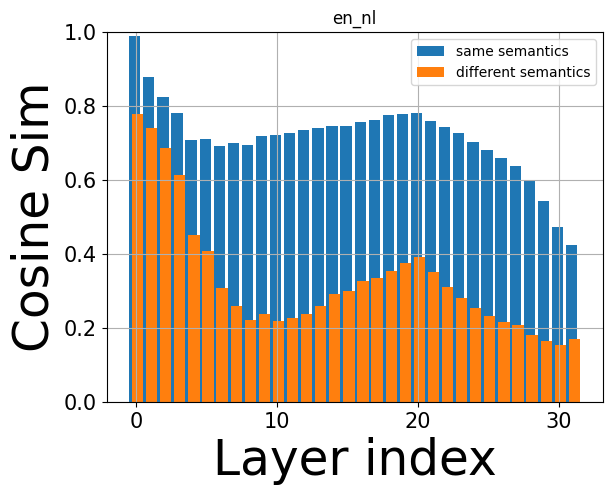 en_nl
same semantics
different semantics
Cosine Sim
1.0
0.8
0.6
0.4
0.2
0.0
0 10 20 30
Layer index